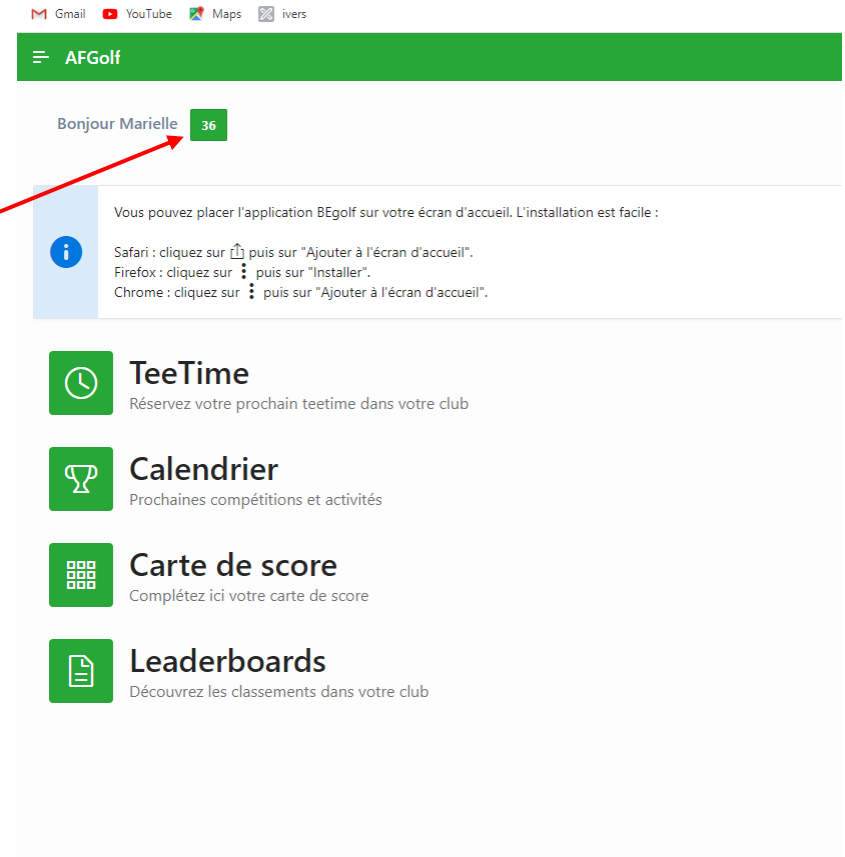 Gmail YouTube Maps ivers
AFGolf
Bonjour Marielle 36
Vous pouvez placer l'application BEgolf sur votre écran d'accueil. L'installation est facile :
Safari : cliquez sur puis sur "Ajouter à l'écran d'accueil".
Firefox : cliquez sur puis sur "Installer".
Chrome : cliquez sur puis sur "Ajouter à l'écran d'accueil".
TeeTime
Réservez votre prochain teetime dans votre club
Calendrier
Prochaines compétitions et activités
Carte de score
Complétez ici votre carte de score
Leaderboards
Découvrez les classements dans votre club